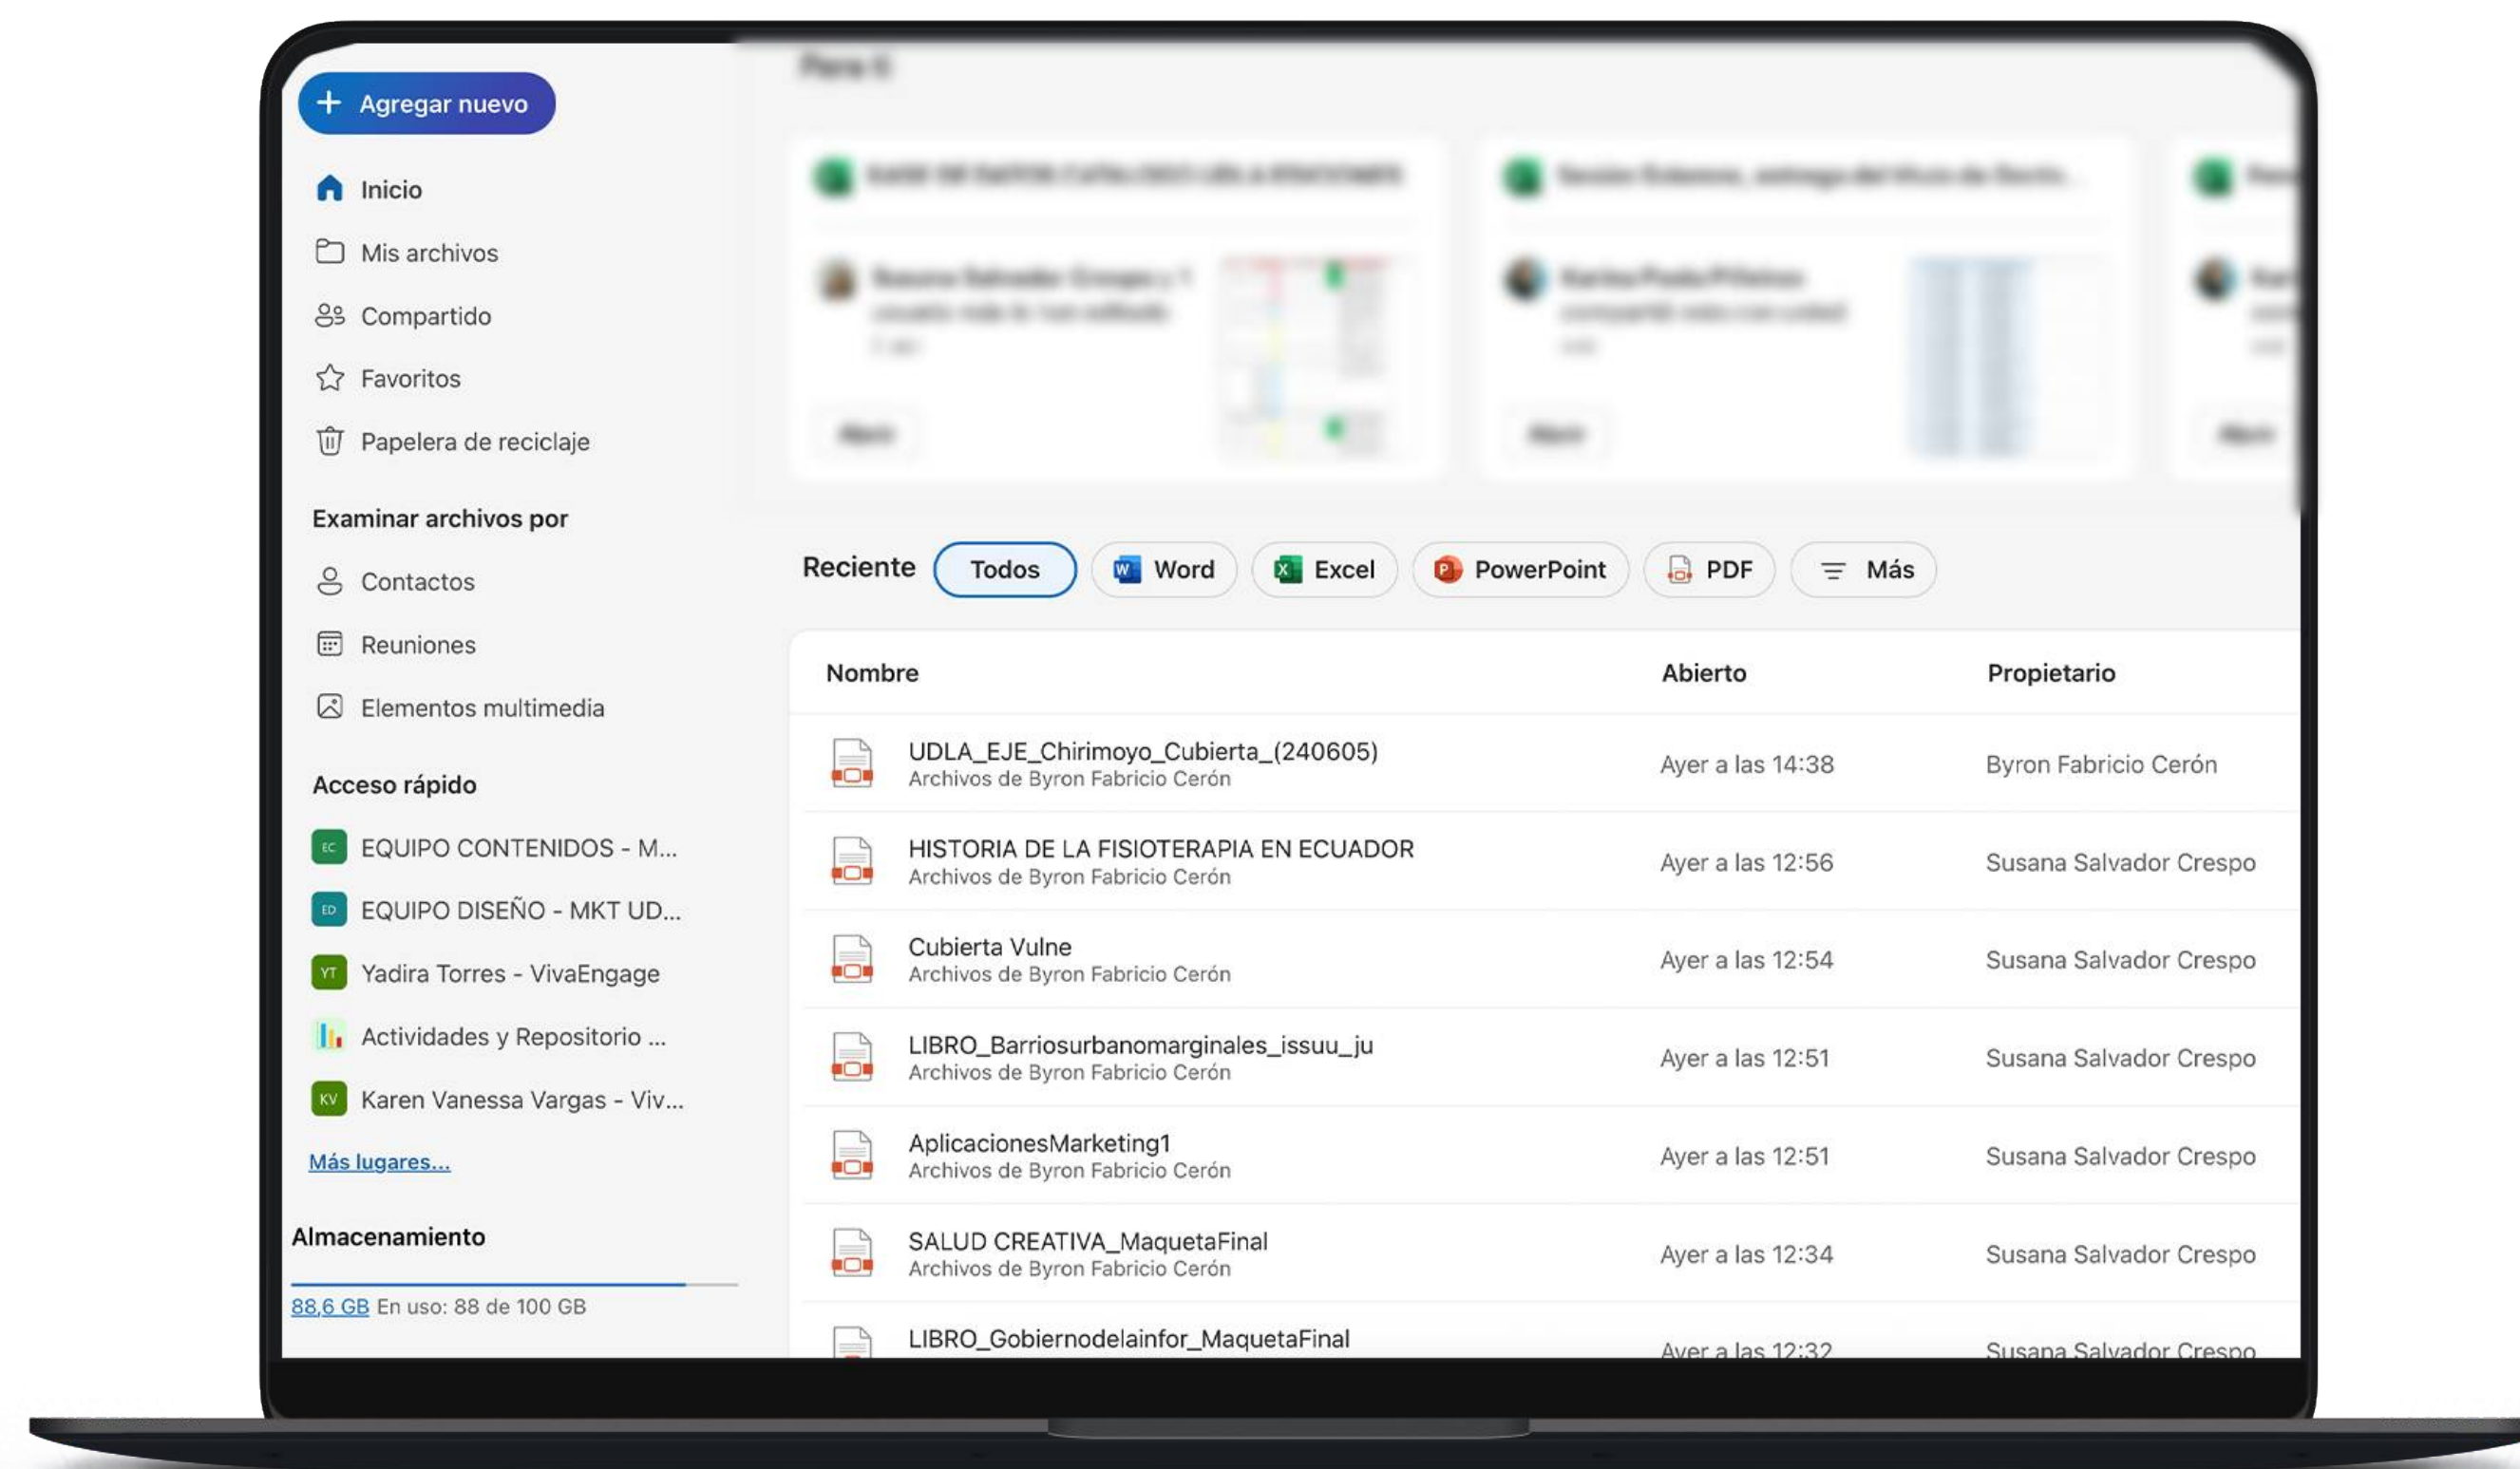 Agregar nuevo
Inicio
Mis archivos
Compartido
Favoritos
Papelera de reciclaje
Examinar archivos por
Contactos
Reuniones
Elementos multimedia
Acceso rápido
EC EQUIPO CONTENIDOS - M...
ED EQUIPO DISEÑO - MKT UD...
YT Yadira Torres - VivaEngage
Actividades y Repositorio ...
KV Karen Vanessa Vargas - Viv...
Más lugares...
Almacenamiento
88,6 GB En uso: 88 de 100 GB
Reciente Todos Word Excel PowerPoint PDF Más
Nombre Abierto Propietario
UDLA_EJE_Chirimoyo_Cubierta_(240605)
Archivos de Byron Fabricio Cerón
Ayer a las 14:38 Byron Fabricio Cerón
HISTORIA DE LA FISIOTERAPIA EN ECUADOR
Archivos de Byron Fabricio Cerón
Ayer a las 12:56 Susana Salvador Crespo
Cubierta Vulne
Archivos de Byron Fabricio Cerón
Ayer a las 12:54 Susana Salvador Crespo
LIBRO_Barriosurbanomarginales_issuu_ju
Archivos de Byron Fabricio Cerón
Ayer a las 12:51 Susana Salvador Crespo
AplicacionesMarketing1
Archivos de Byron Fabricio Cerón
Ayer a las 12:51 Susana Salvador Crespo
SALUD CREATIVA_MaquetaFinal
Archivos de Byron Fabricio Cerón
Ayer a las 12:34 Susana Salvador Crespo
LIBRO_Gobiernodelainfor_MaquetaFinal
Ayer a las 12:32 Susana Salvador Crespo